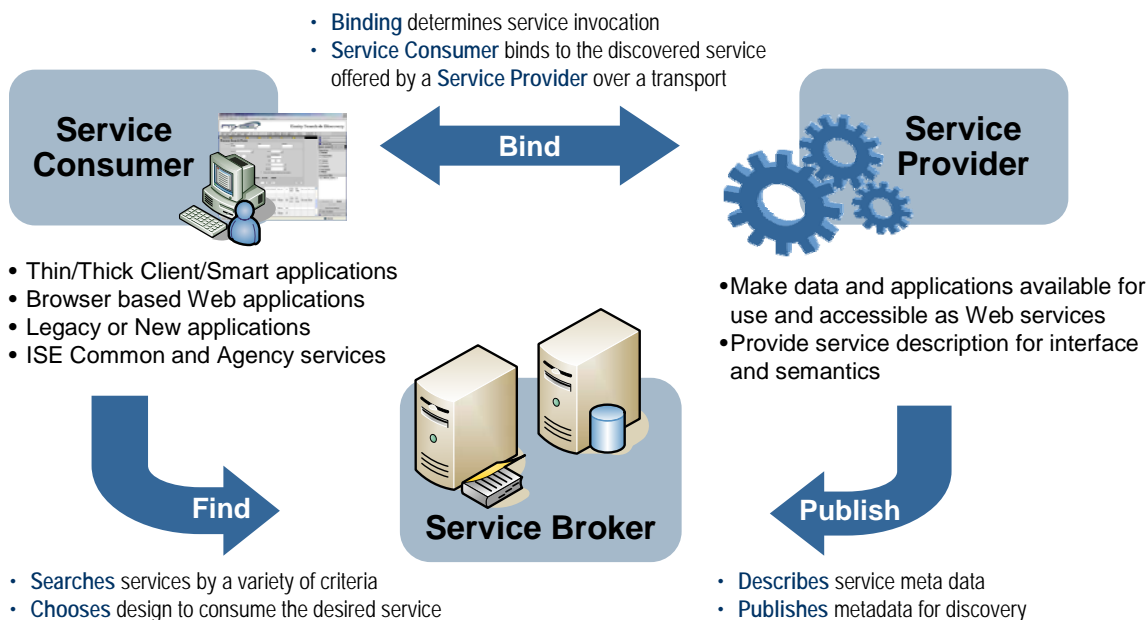 • Binding determines service invocation
• Service Consumer binds to the discovered service
offered by a Service Provider over a transport
Service
Consumer
Bind
Service
Provider
• Thin/Thick Client/Smart applications
• Browser based Web applications
• Legacy or New applications
• ISE Common and Agency services
•Make data and applications available for
use and accessible as Web services
•Provide service description for interface
and semantics
Find
Service Broker
Publish
• Searches services by a variety of criteria
• Chooses design to consume the desired service
• Describes service meta data
• Publishes metadata for discovery